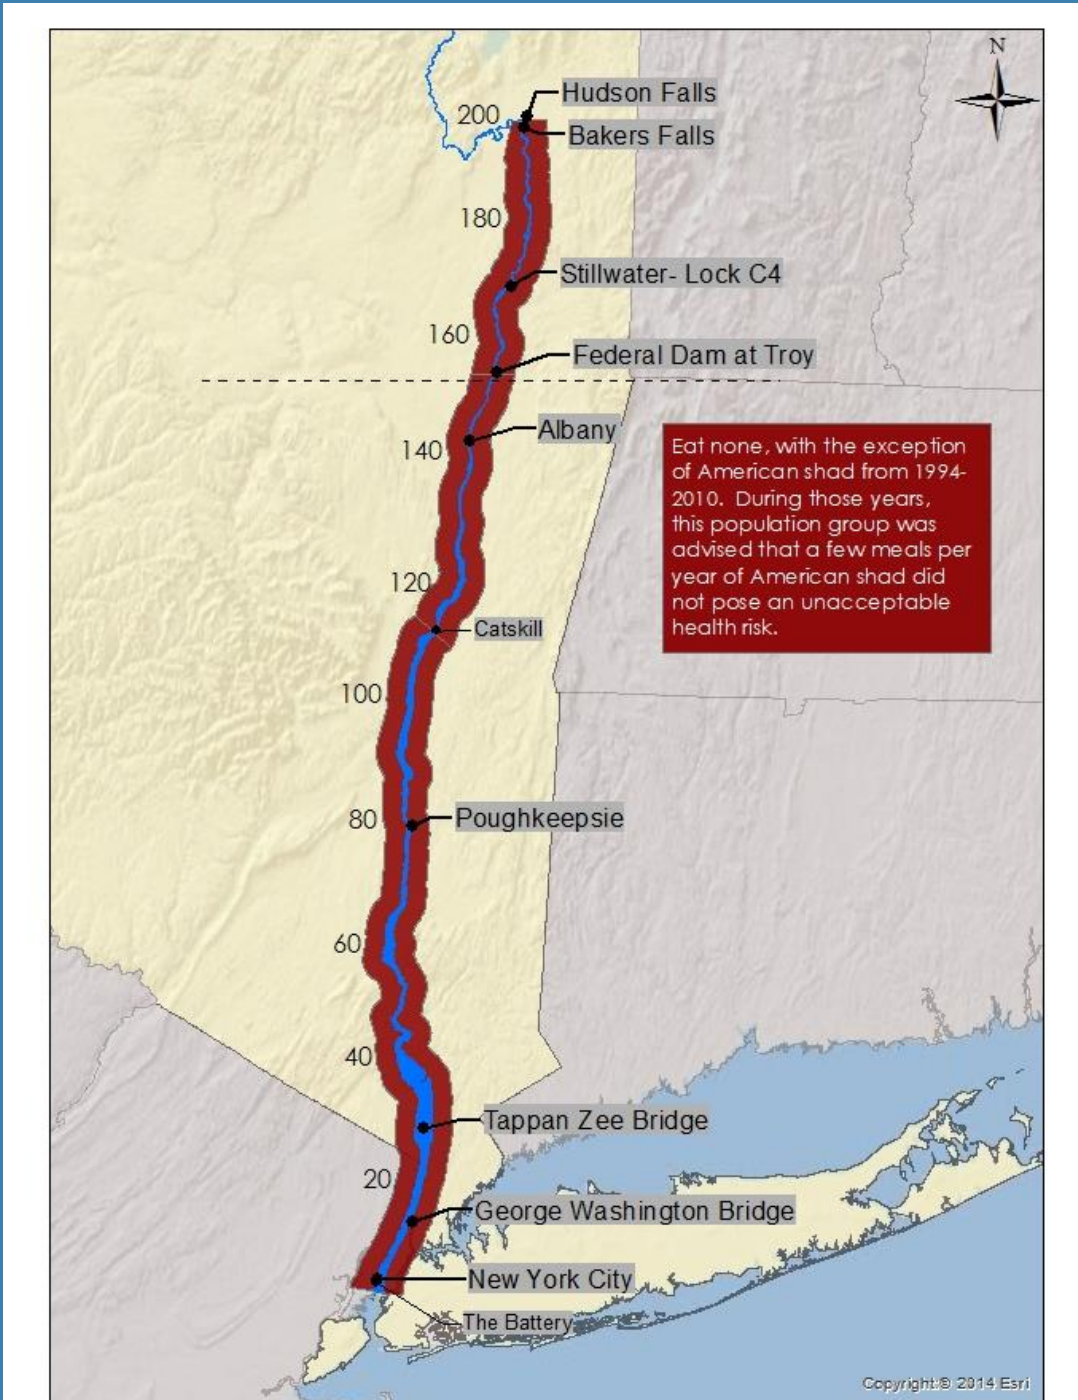 N
Hudson Falls
200
Bakers Falls
180
Stillwater- Lock C4
160
Federal Dam at Troy
Albany
140
Eat none, with the exception
of American shad from 1994-
2010. During those years,
this population group was
advised that a few meals per
year of American shad did
not pose an unacceptable
health risk.
120
Catskill
100
80
Poughkeepsie
60
40
Tappan Zee Bridge
20
George Washington Bridge
New York City
The Battery
Copyright:© 2014 Esri